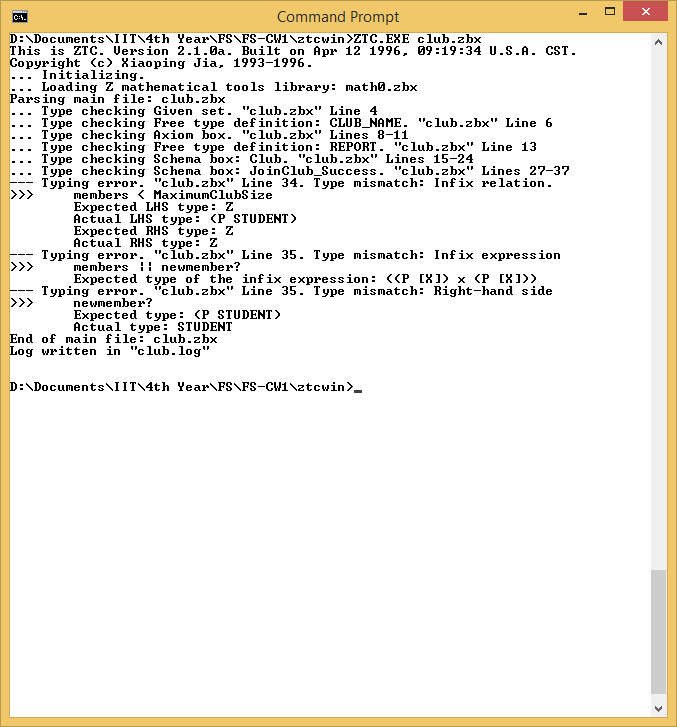 Command Prompt
D:\Documents\IIT\4th Year\FS\FS-CW1\ztcwin>ZTC.EXE club.zbx
This is ZTC. Version 2.1.0a. Built on Apr 12 1996, 09:19:34 U.S.A. CST.
Copyright (c) Xiaoping Jia, 1993-1996.
... Initializing.
... Loading Z mathematical tools library: math0.zbx
Parsing main file: club.zbx
... Type checking Given set. "club.zbx" Line 4
... Type checking Free type definition: CLUB_NAME. "club.zbx" Line 6
... Type checking Axiom box. "club.zbx" Lines 8-11
... Type checking Free type definition: REPORT. "club.zbx" Line 13
... Type checking Schema box: Club. "club.zbx" Lines 15-24
... Type checking Schema box: JoinClub_Success. "club.zbx" Lines 27-37
--- Typing error. "club.zbx" Line 34. Type mismatch: Infix relation.
>>>     members < MaximumClubSize
        Expected LHS type: Z
        Actual LHS type: (P STUDENT)
        Expected RHS type: Z
        Actual RHS type: Z
--- Typing error. "club.zbx" Line 35. Type mismatch: Infix expression
>>>     members || newmember?
        Expected type of the infix expression: ((P [X]) x (P [X]))
--- Typing error. "club.zbx" Line 35. Type mismatch: Right-hand side
>>>     newmember?
        Expected type: (P STUDENT)
        Actual type: STUDENT
End of main file: club.zbx
Log written in "club.log"
D:\Documents\IIT\4th Year\FS\FS-CW1\ztcwin>_